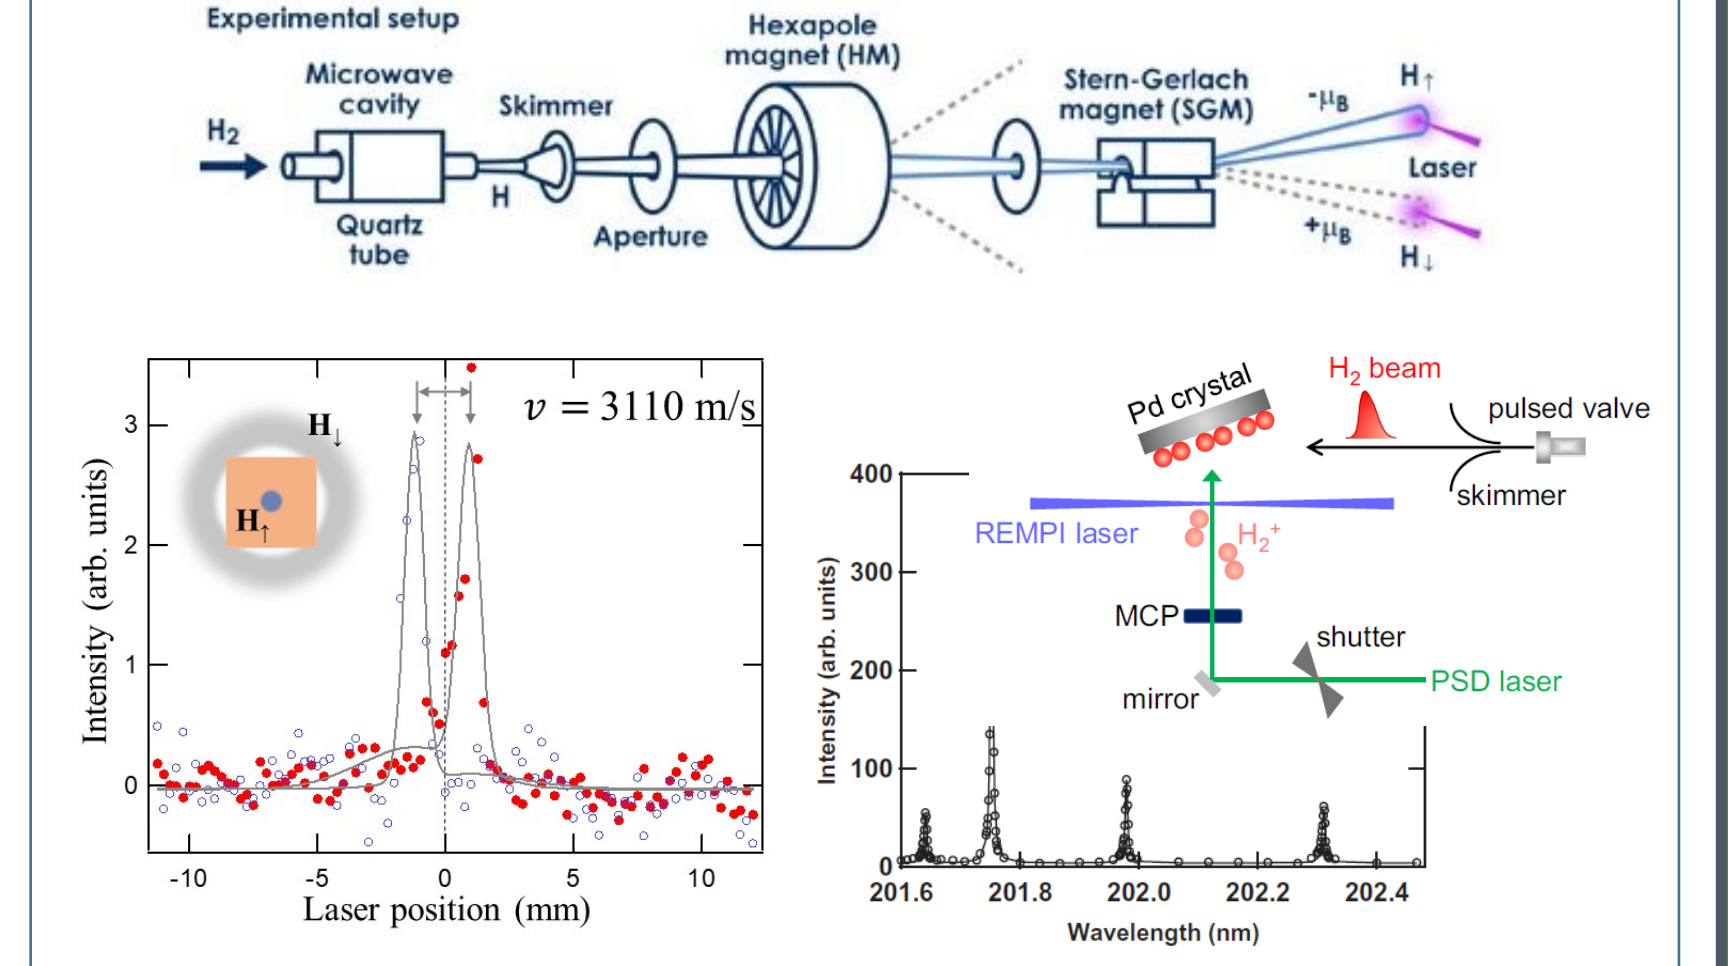 Experimental setup
Hexapole
magnet (HM)
Microwave
cavity
Skimmer
Stern-Gerlach
magnet (SGM)
H2
H
Quartz
tube
Aperture
-μB
H↑
Laser
+μB
H↓
v = 3110 m/s
H↓
H↑
3
2
1
0
Intensity (arb. units)
-10 -5 0 5 10
Laser position (mm)
Pd crystal
H2 beam
pulsed valve
skimmer
REMPI laser
H2+
MCP
shutter
mirror
PSD laser
400
300
200
100
0
Intensity (arb. units)
201.6 201.8 202.0 202.2 202.4
Wavelength (nm)